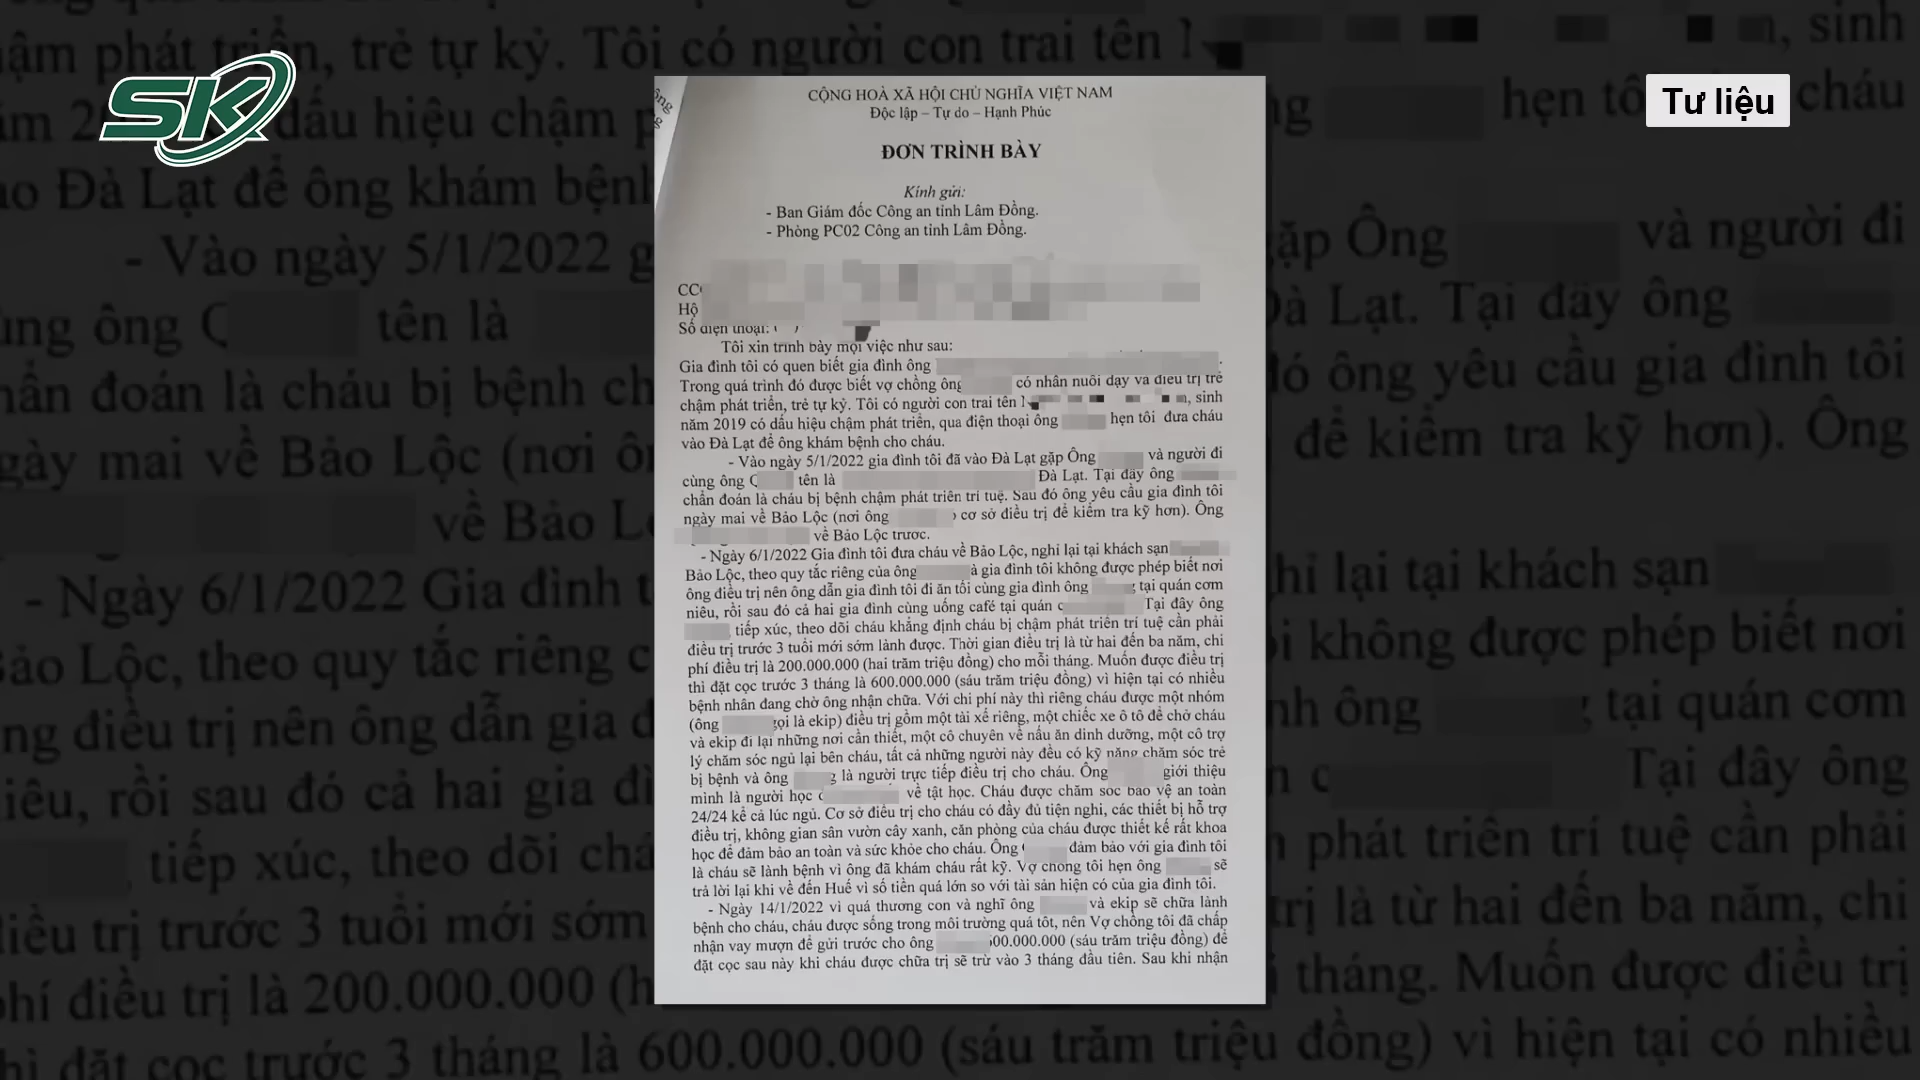 SK
Tư liệu
CỘNG HOÀ XÃ HỘI CHỦ NGHĨA VIỆT NAM
Độc lập – Tự do – Hạnh Phúc
ĐƠN TRÌNH BÀY
Kính gửi:
- Ban Giám đốc Công an tỉnh Lâm Đồng.
- Phòng PC02 Công an tỉnh Lâm Đồng.
Hộ
Số điện thoại:
Tôi xin trình bày mọi việc như sau:
Gia đình tôi có quen biết gia đình ông
Trong quá trình đó được biết vợ chồng ông có nhân nuôi dạy và điều trị trẻ
chậm phát triển, trẻ tự kỷ. Tôi có người con trai tên , sinh
năm 2019 có dấu hiệu chậm phát triển, qua điện thoại ông hẹn tôi đưa cháu
vào Đà Lạt để ông khám bệnh cho cháu.
- Vào ngày 5/1/2022 gia đình tôi đã vào Đà Lạt gặp Ông và người đi
cùng ông tên là Đà Lạt. Tại đây ông
chẩn đoán là cháu bị bệnh chậm phát triển trí tuệ. Sau đó ông yêu cầu gia đình tôi
ngày mai về Bảo Lộc (nơi ông cơ sở điều trị để kiểm tra kỹ hơn). Ông
về Bảo Lộc trước.
- Ngày 6/1/2022 Gia đình tôi đưa cháu về Bảo Lộc, nghỉ lại tại khách sạn
Bảo Lộc, theo quy tắc riêng của ông à gia đình tôi không được phép biết nơi
ông điều trị nên ông dẫn gia đình tôi đi ăn tối cùng gia đình ông tại quán cơm
niêu, rồi sau đó cả hai gia đình cùng uống café tại quán Tại đây ông
, tiếp xúc, theo dõi cháu khẳng định cháu bị chậm phát triển trí tuệ cần phải
điều trị trước 3 tuổi mới sớm lành được. Thời gian điều trị là từ hai đến ba năm, chi
phí điều trị là 200.000.000 (hai trăm triệu đồng) cho mỗi tháng. Muốn được điều trị
thì đặt cọc trước 3 tháng là 600.000.000 (sáu trăm triệu đồng) vì hiện tại có nhiều
bệnh nhân đang chờ ông nhận chữa. Với chi phí này thì riêng cháu được một nhóm
(ông gọi là ekip) điều trị gồm một tài xế riêng, một chiếc xe ô tô để chở cháu
và ekip đi lại những nơi cần thiết, một cô chuyên về nấu ăn dinh dưỡng, một cô trợ
lý chăm sóc ngủ lại bên cháu, tất cả những người này đều có kỹ năng chăm sóc trẻ
bị bệnh và ông là người trực tiếp điều trị cho cháu. Ông giới thiệu
mình là người học về tật học. Cháu được chăm sóc bảo vệ an toàn
24/24 kể cả lúc ngủ. Cơ sở điều trị cho cháu có đầy đủ tiện nghi, các thiết bị hỗ trợ
điều trị, không gian sân vườn cây xanh, căn phòng của cháu được thiết kế rất khoa
học để đảm bảo an toàn và sức khỏe cho cháu. Ông đảm bảo với gia đình tôi
là cháu sẽ lành bệnh vì ông đã khám cháu rất kỹ. Vợ chồng tôi hẹn ông sẽ
trả lời lại khi về đến Huế vì số tiền quá lớn so với tài sản hiện có của gia đình tôi.
- Ngày 14/1/2022 vì quá thương con và nghĩ ông và ekip sẽ chữa lành
bệnh cho cháu, cháu được sống trong môi trường quá tốt, nên Vợ chồng tôi đã chấp
nhận vay mượn để gửi trước cho ông 600.000.000 (sáu trăm triệu đồng) để
đặt cọc sau này khi cháu được chữa trị sẽ trừ vào 3 tháng đầu tiên. Sau khi nhận